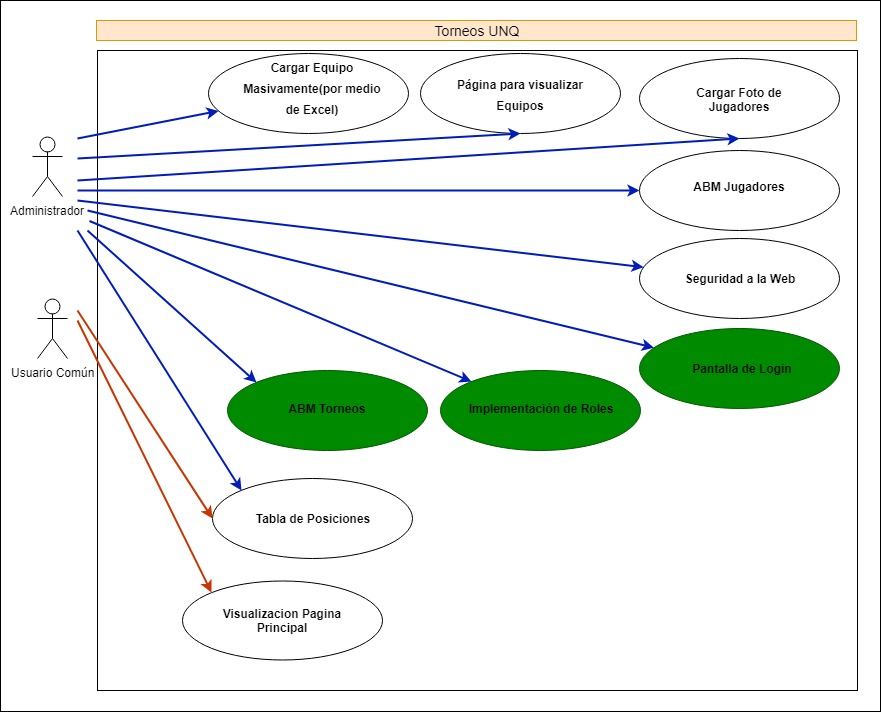 Torneos UNQ
Cargar Equipo
Masivamente(por medio
de Excel)
Página para visualizar
Equipos
Cargar Foto de
Jugadores
Administrador
ABM Jugadores
Seguridad a la Web
Usuario Común
Pantalla de Login
ABM Torneos
Implementación de Roles
Tabla de Posiciones
Visualizacion Pagina
Principal